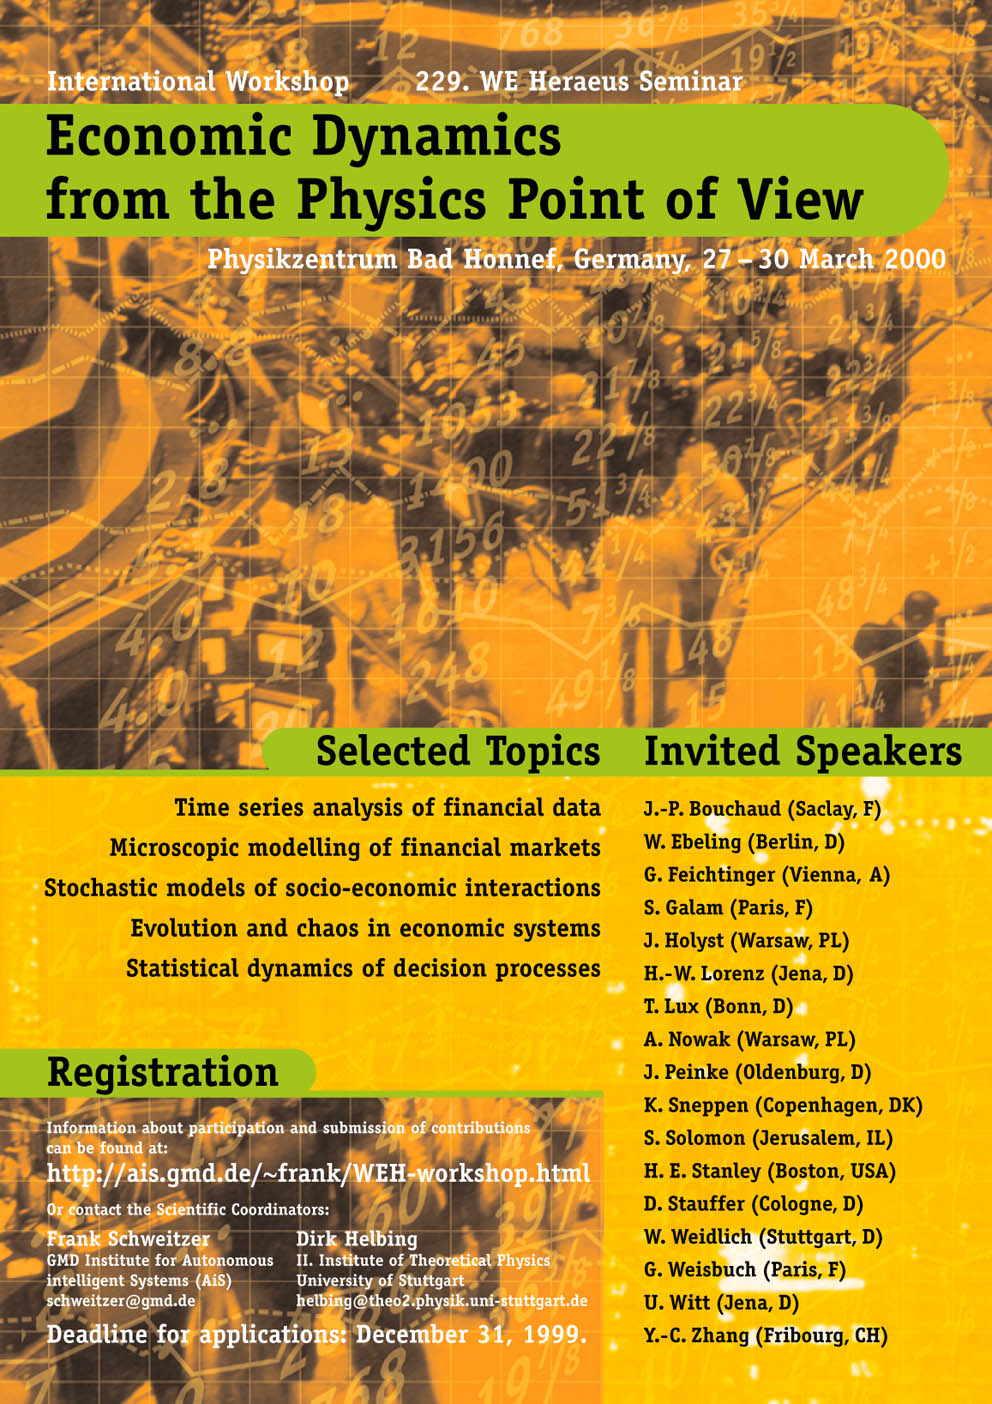 International Workshop 229. WE Heraeus Seminar
Economic Dynamics
from the Physics Point of View
Physikzentrum Bad Honnef, Germany, 27 – 30 March 2000
Selected Topics
Time series analysis of financial data
Microscopic modelling of financial markets
Stochastic models of socio-economic interactions
Evolution and chaos in economic systems
Statistical dynamics of decision processes
Invited Speakers
J.-P. Bouchaud (Saclay, F)
W. Ebeling (Berlin, D)
G. Feichtinger (Vienna, A)
S. Galam (Paris, F)
J. Holyst (Warsaw, PL)
H.-W. Lorenz (Jena, D)
T. Lux (Bonn, D)
A. Nowak (Warsaw, PL)
J. Peinke (Oldenburg, D)
K. Sneppen (Copenhagen, DK)
S. Solomon (Jerusalem, IL)
H. E. Stanley (Boston, USA)
D. Stauffer (Cologne, D)
W. Weidlich (Stuttgart, D)
G. Weisbuch (Paris, F)
U. Witt (Jena, D)
Y.-C. Zhang (Fribourg, CH)
Registration
Information about participation and submission of contributions
can be found at:
http://ais.gmd.de/~frank/WEH-workshop.html
Or contact the Scientific Coordinators:
Frank Schweitzer
GMD Institute for Autonomous
intelligent Systems (AiS)
schweitzer@gmd.de
Dirk Helbing
II. Institute of Theoretical Physics
University of Stuttgart
helbing@theo2.physik.uni-stuttgart.de
Deadline for applications: December 31, 1999.